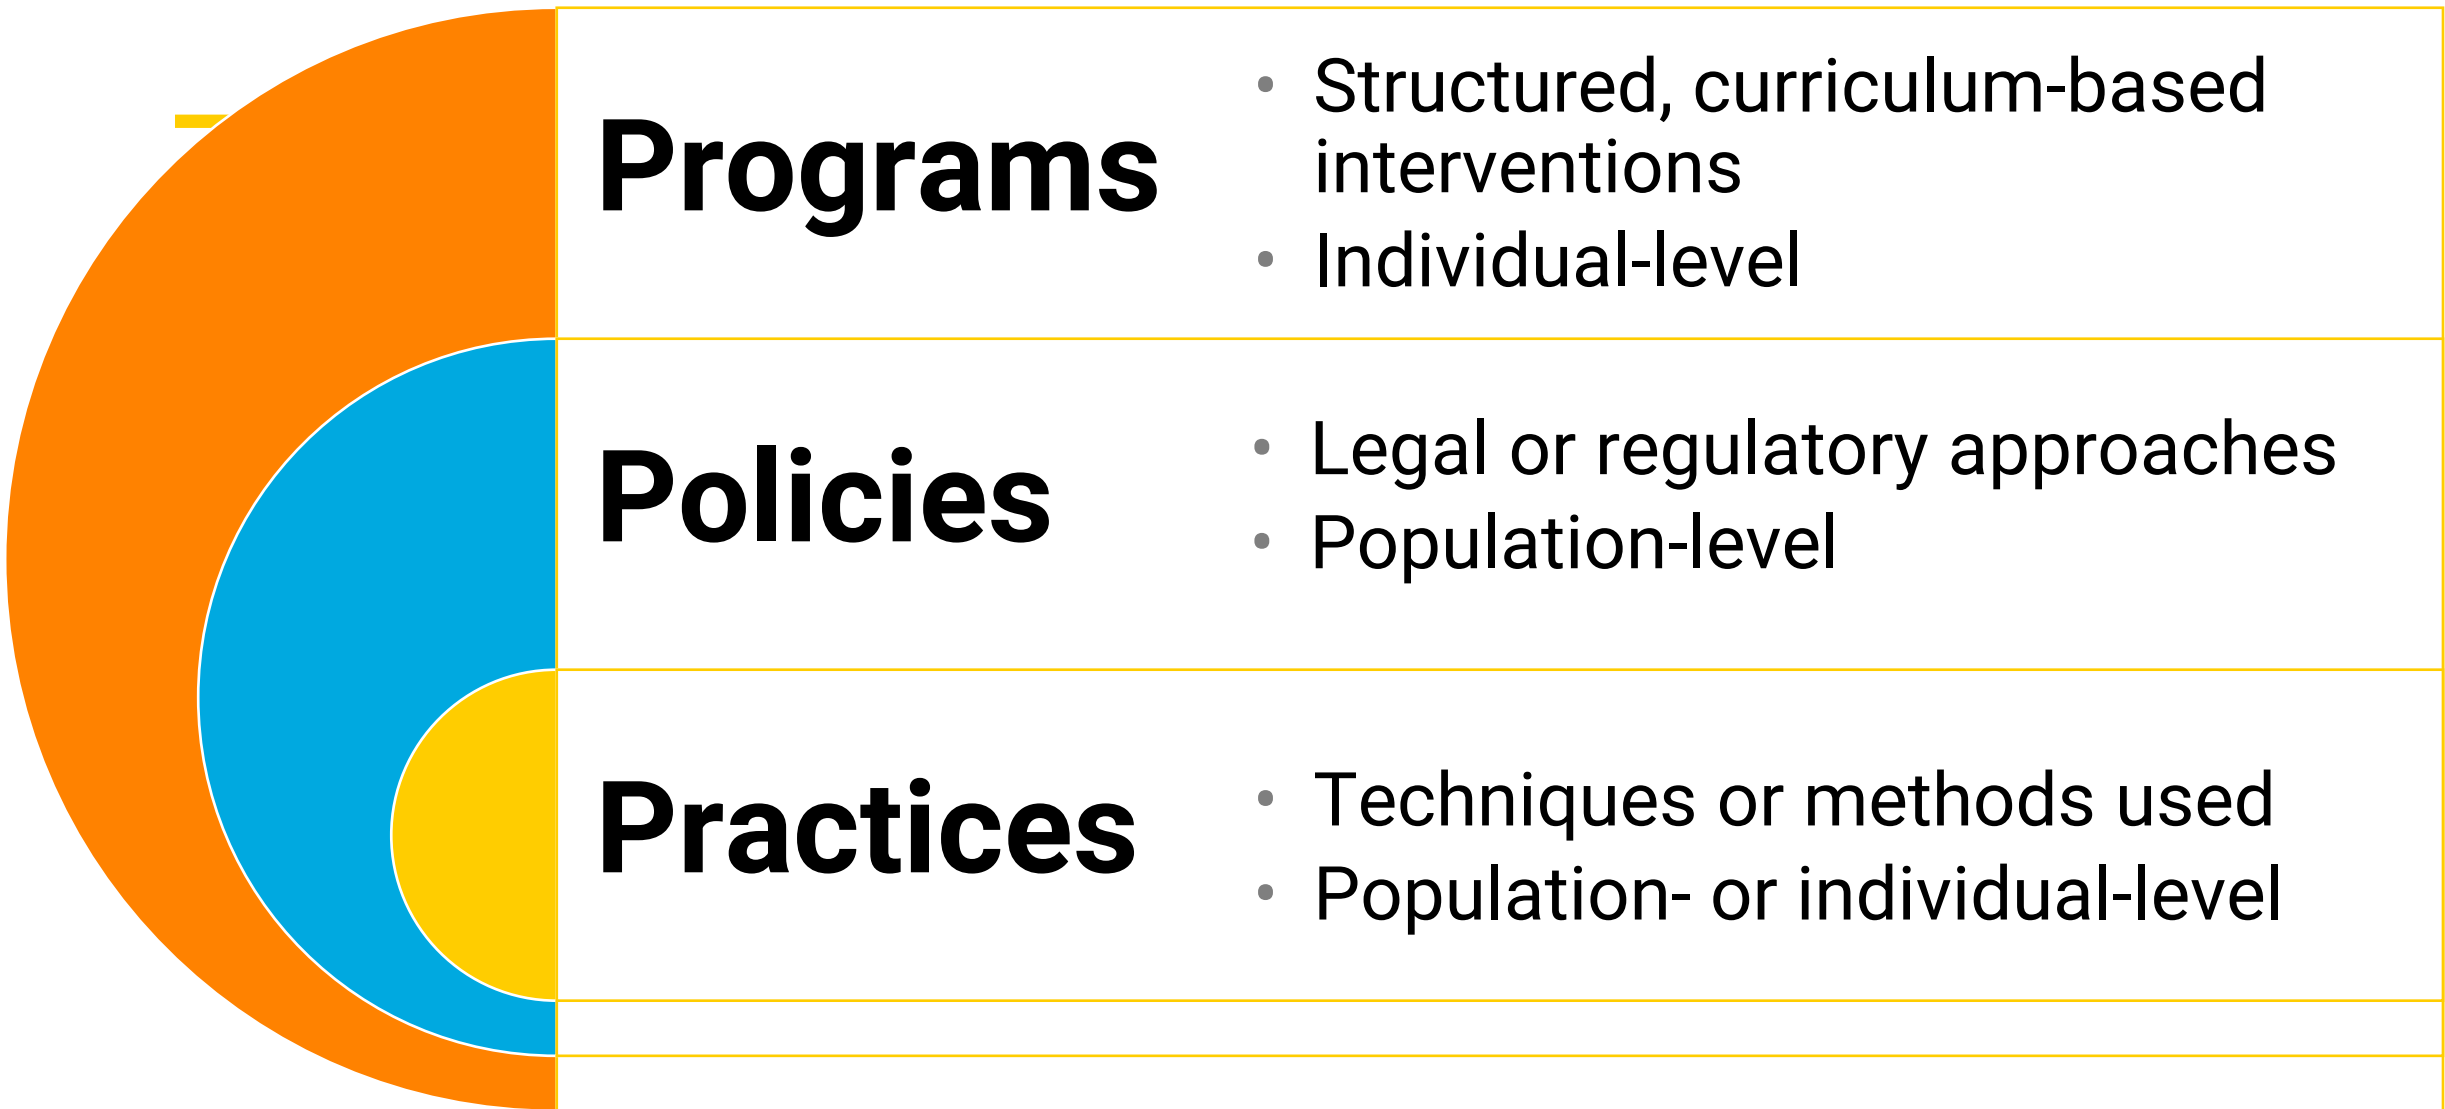 Programs
• Structured, curriculum-based
interventions
• Individual-level
Policies
• Legal or regulatory approaches
• Population-level
Practices
• Techniques or methods used
• Population- or individual-level